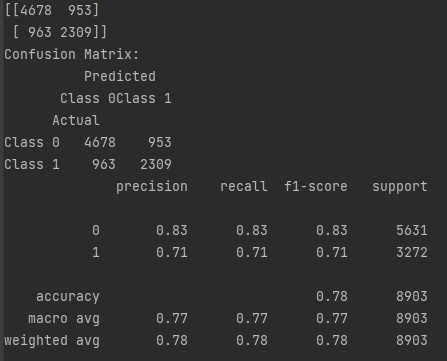 [[4678  953]
 [ 963 2309]]
Confusion Matrix:
          Predicted
       Class 0Class 1
      Actual
Class 0   4678    953
Class 1    963   2309
              precision    recall  f1-score   support

           0       0.83      0.83      0.83      5631
           1       0.71      0.71      0.71      3272

    accuracy                           0.78      8903
   macro avg       0.77      0.77      0.77      8903
weighted avg       0.78      0.78      0.78      8903